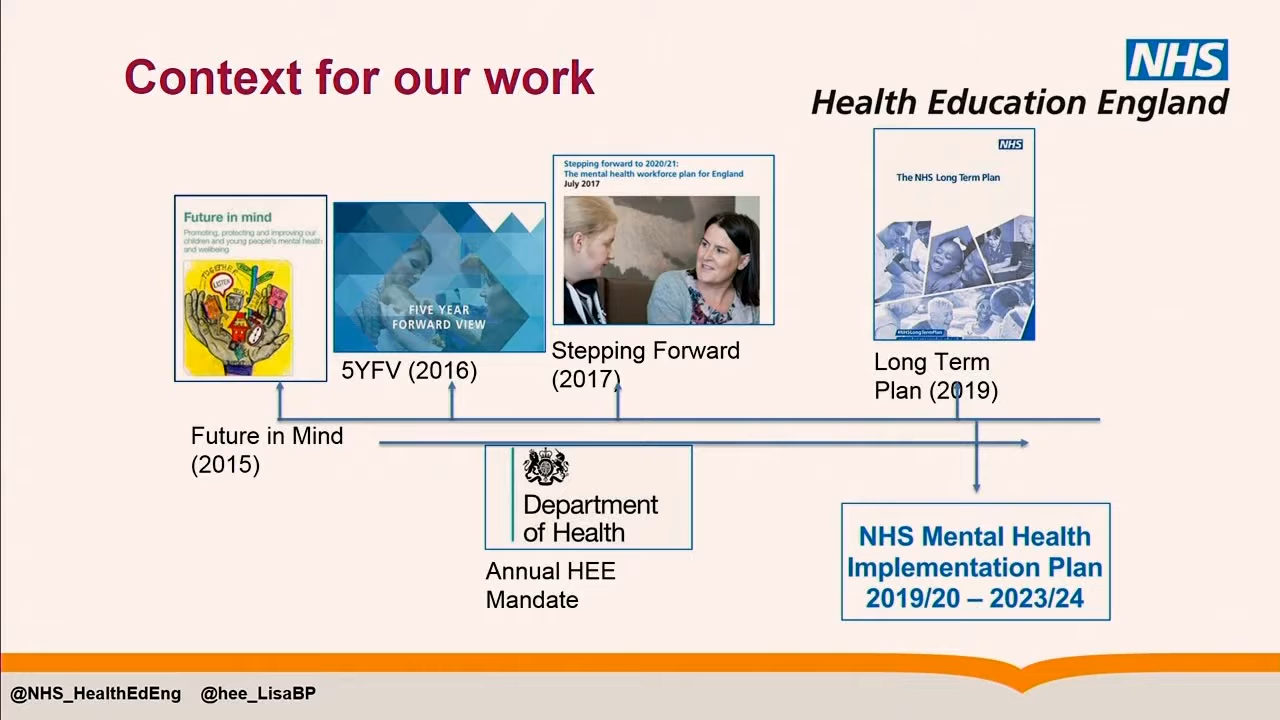 Context for our work
NHS
Health Education England
Future in mind
Promoting, protecting and improving our
children and young people's mental health
and wellbeing
TOGETHER
LISTEN
FIVE YEAR
FORWARD VIEW
Stepping forward to 2020/21:
The mental health workforce plan for England
July 2017
NHS
The NHS Long Term Plan
#NHSLongTermPlan
5YFV (2016)
Stepping Forward
(2017)
Long Term
Plan (2019)
Future in Mind
(2015)
Department
of Health
Annual HEE
Mandate
NHS Mental Health
Implementation Plan
2019/20 – 2023/24
@NHS_HealthEdEng @hee_LisaBP